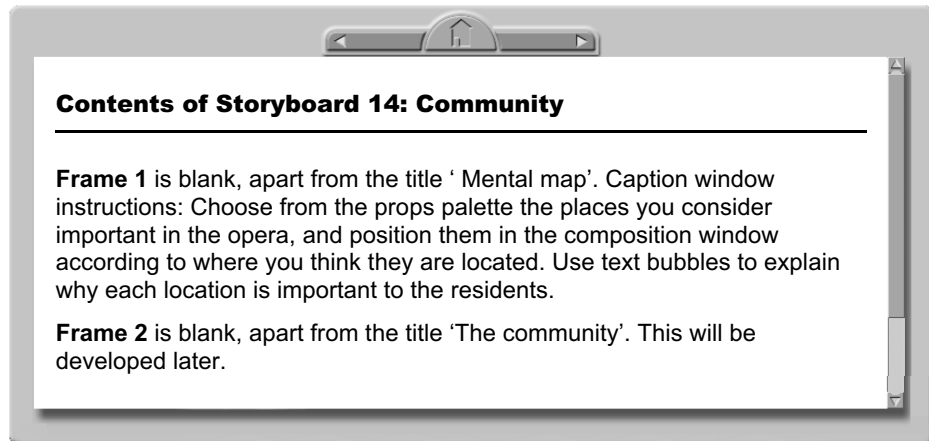 Contents of Storyboard 14: Community
Frame 1 is blank, apart from the title ‘ Mental map’. Caption window
instructions: Choose from the props palette the places you consider
important in the opera, and position them in the composition window
according to where you think they are located. Use text bubbles to explain
why each location is important to the residents.
Frame 2 is blank, apart from the title ‘The community’. This will be
developed later.